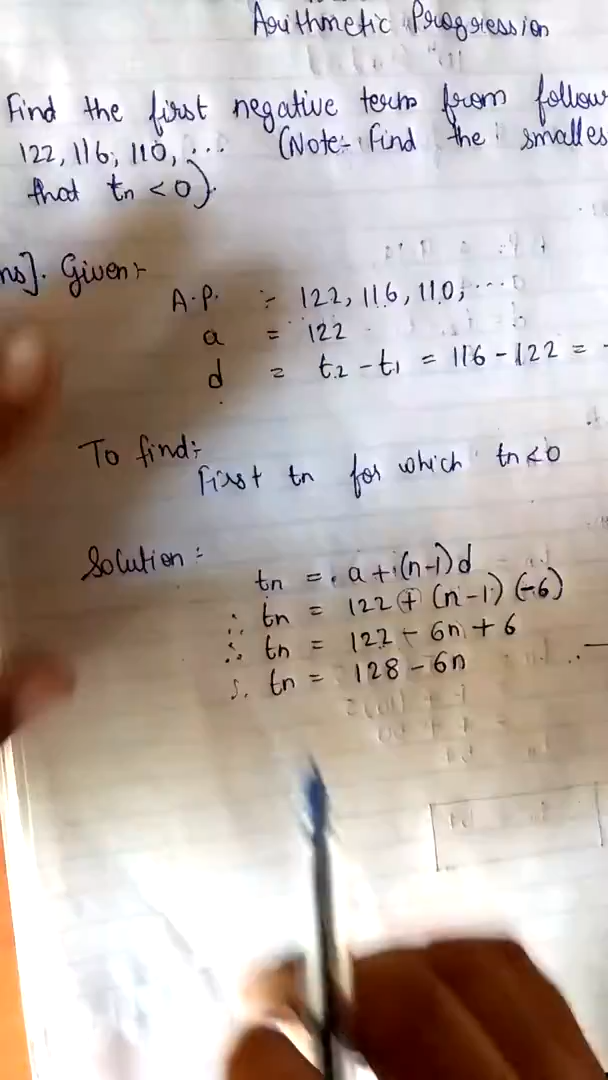 Arithmetic Progression
Find the first negative term from follow
122, 116, 110, ... (Note:- Find the smalles
that tn < 0).
ns]. Given:-
A.P. :- 122, 116, 110, ...
a = 122
d = t2 - t1 = 116 - 122 = -
To find:-
First tn for which tn < 0
Solution :-
tn = a + (n-1)d
∴ tn = 122 + (n-1) (-6)
∴ tn = 122 - 6n + 6
∴ tn = 128 - 6n